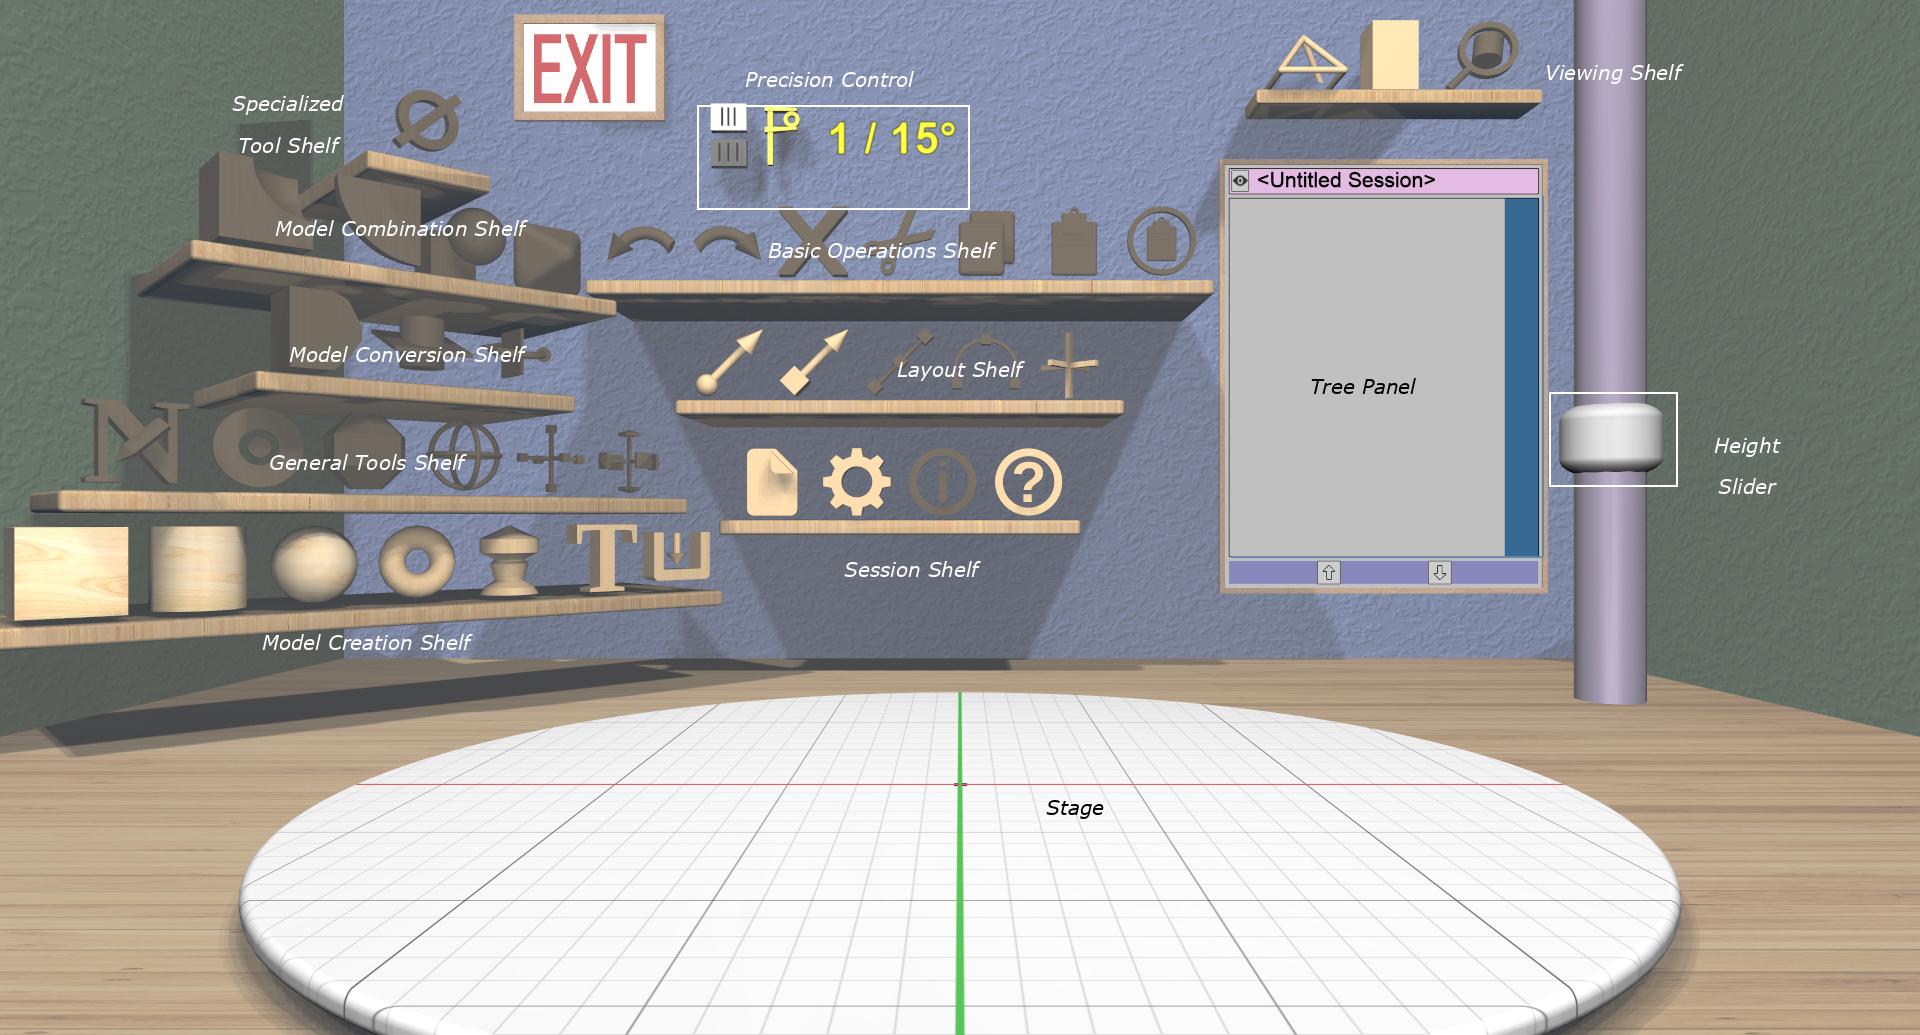 EXIT
Precision Control
1 / 15°
Viewing Shelf
Specialized
Tool Shelf
<Untitled Session>
Model Combination Shelf
Basic Operations Shelf
Model Conversion Shelf
Layout Shelf
Tree Panel
General Tools Shelf
N
i
?
Height
Slider
T
Session Shelf
Model Creation Shelf
Stage